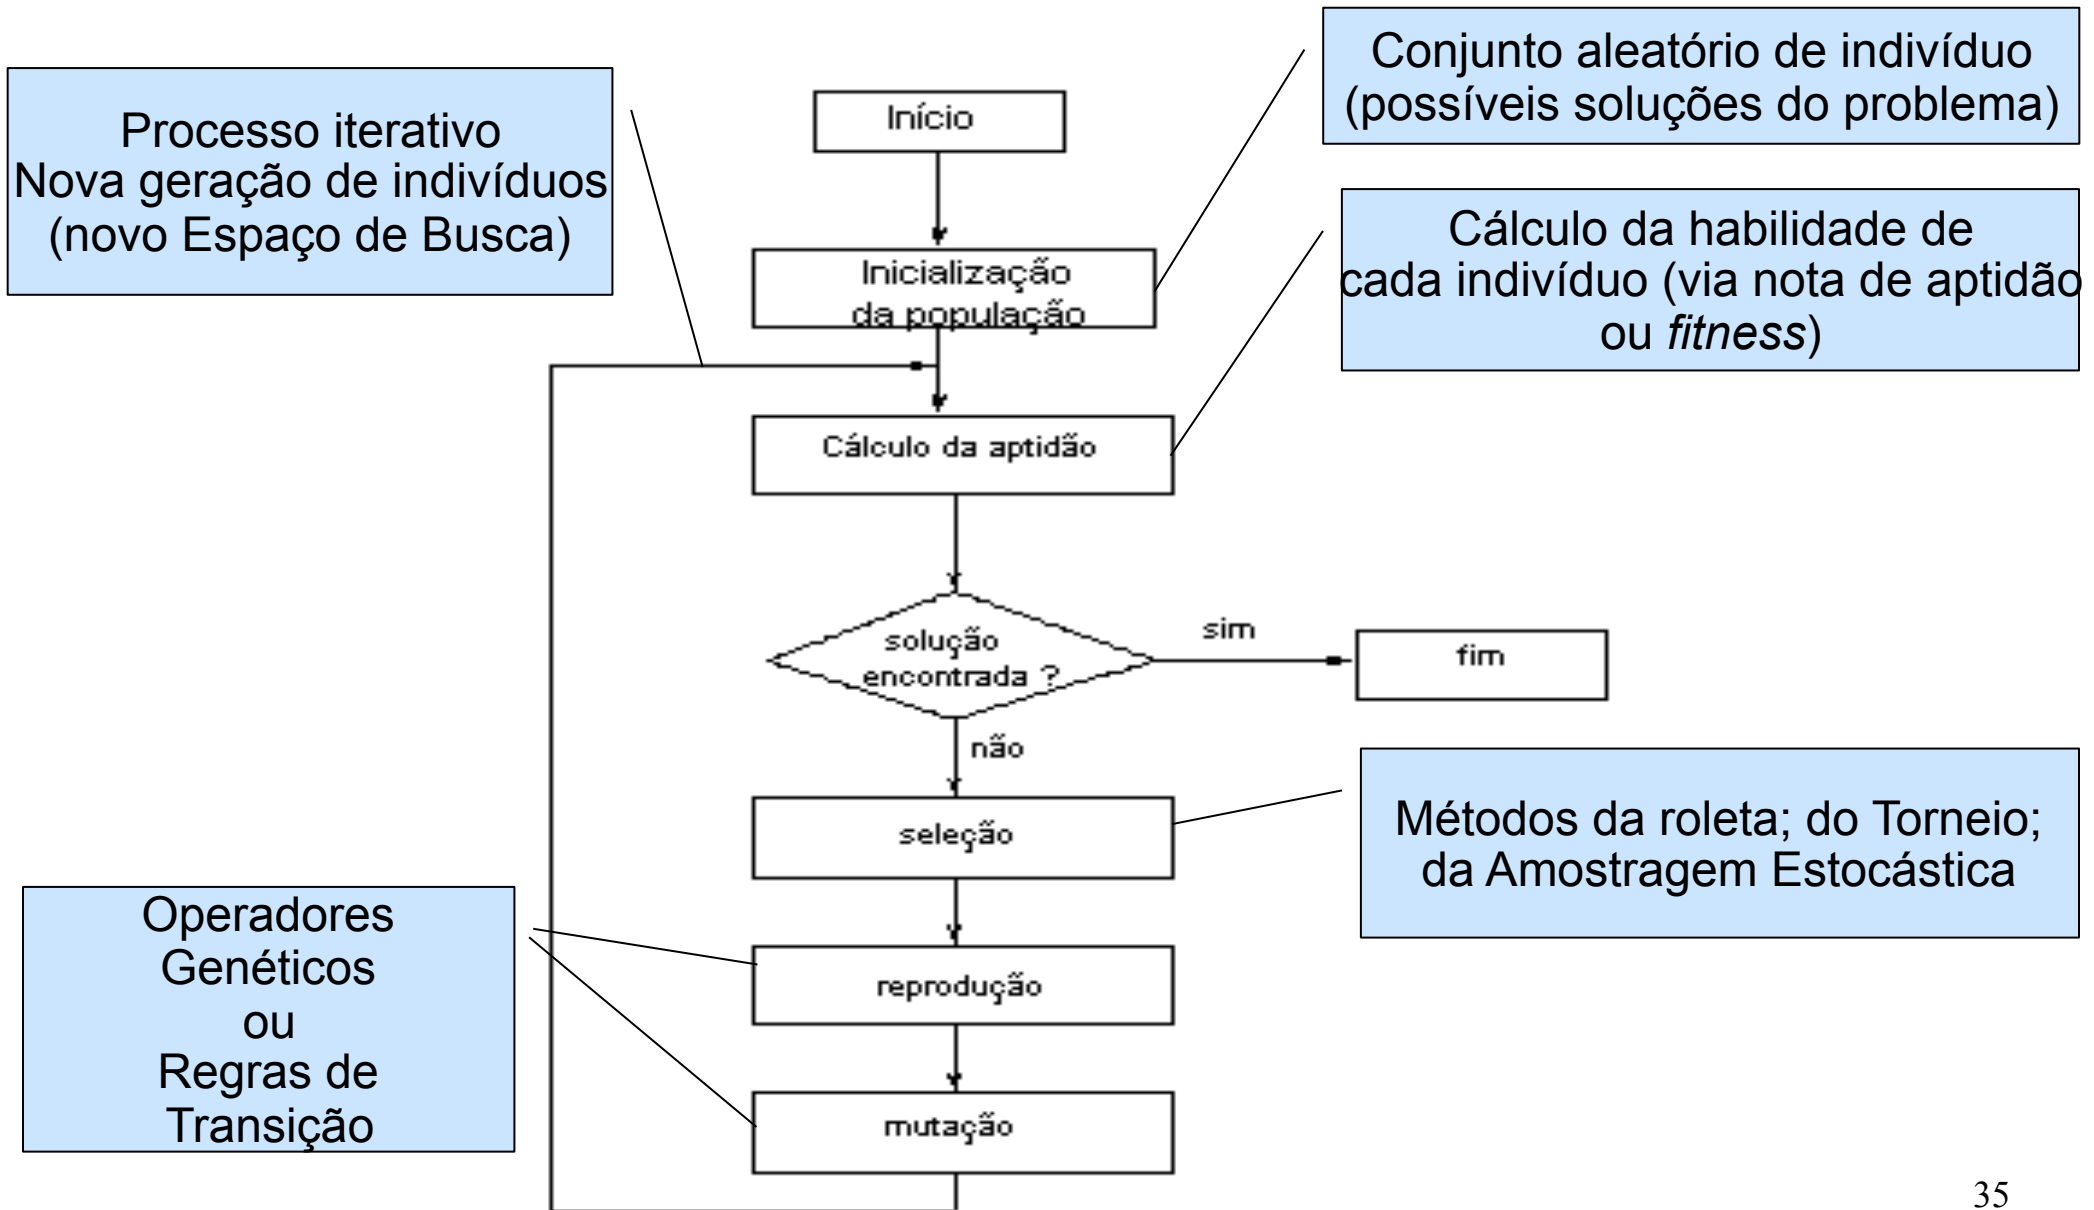 Conjunto aleatório de indivíduo
(possíveis soluções do problema)
Processo iterativo
Nova geração de indivíduos
(novo Espaço de Busca)
Início
Cálculo da habilidade de
cada indivíduo (via nota de aptidão
ou fitness)
Inicialização
da população
Cálculo da aptidão
solução
encontrada ?
sim
fim
não
seleção
Métodos da roleta; do Torneio;
da Amostragem Estocástica
Operadores
Genéticos
ou
Regras de
Transição
reprodução
mutação
35